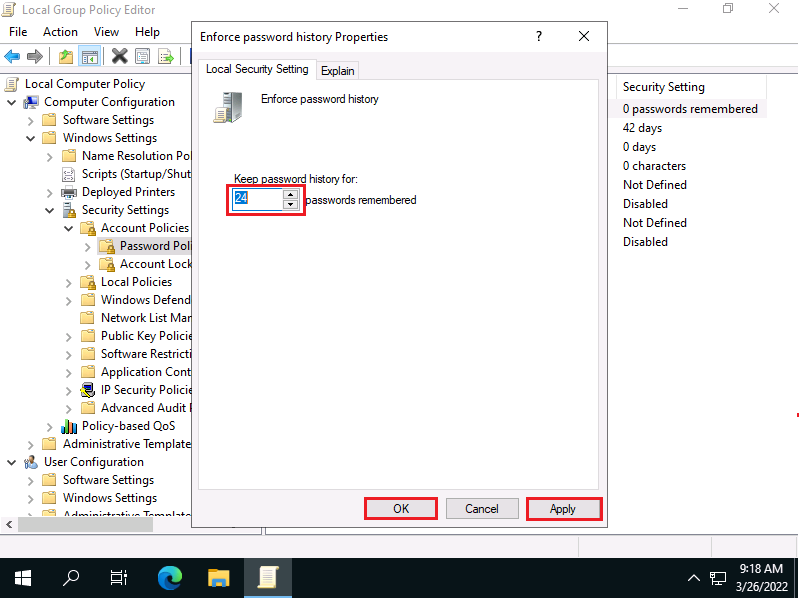 Local Group Policy Editor
File Action View Help
Local Computer Policy
Computer Configuration
Software Settings
Windows Settings
Name Resolution Pol
Scripts (Startup/Shut
Deployed Printers
Security Settings
Account Policies
Password Poli
Account Lock
Local Policies
Windows Defend
Network List Man
Public Key Policie
Software Restricti
Application Cont
IP Security Policie
Advanced Audit P
Policy-based QoS
Administrative Template
User Configuration
Software Settings
Windows Settings
Administrative Template
Enforce password history Properties
?
Local Security Setting Explain
Enforce password history
Keep password history for:
24 passwords remembered
OK Cancel Apply
Security Setting
0 passwords remembered
42 days
0 days
0 characters
Not Defined
Disabled
Not Defined
Disabled
9:18 AM
3/26/2022